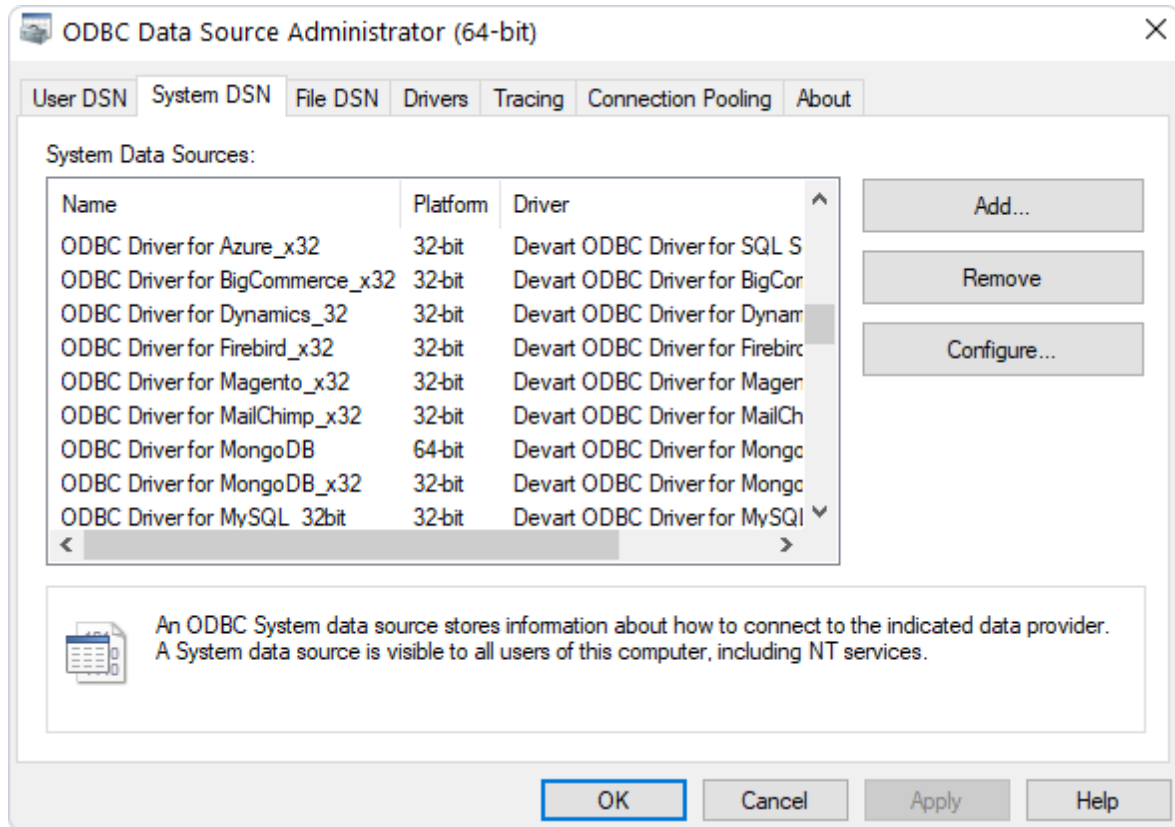 ODBC Data Source Administrator (64-bit)
User DSN System DSN File DSN Drivers Tracing Connection Pooling About
System Data Sources:
Name Platform Driver
ODBC Driver for Azure_x32 32-bit Devart ODBC Driver for SQL S
ODBC Driver for BigCommerce_x32 32-bit Devart ODBC Driver for BigCor
ODBC Driver for Dynamics_32 32-bit Devart ODBC Driver for Dynam
ODBC Driver for Firebird_x32 32-bit Devart ODBC Driver for Firebirc
ODBC Driver for Magento_x32 32-bit Devart ODBC Driver for Magen
ODBC Driver for MailChimp_x32 32-bit Devart ODBC Driver for MailCh
ODBC Driver for MongoDB 64-bit Devart ODBC Driver for Mongo
ODBC Driver for MongoDB_x32 32-bit Devart ODBC Driver for Mongo
ODBC Driver for MySQL_32bit 32-bit Devart ODBC Driver for MySQL
Add...
Remove
Configure...
An ODBC System data source stores information about how to connect to the indicated data provider.
A System data source is visible to all users of this computer, including NT services.
OK Cancel Apply Help